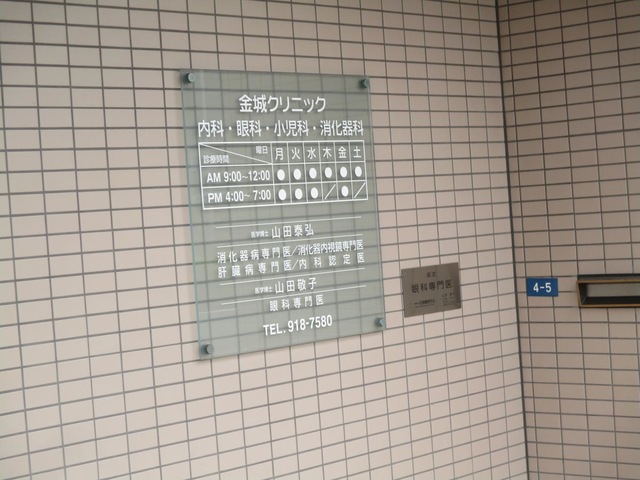 金城クリニック
内科・眼科・小児科・消化器科
診療時間 曜日 月 火 水 木 金 土
AM 9:00~12:00 ● ● ● ● ● ●
PM 4:00~7:00 ● ● ● ／ ● ／
医学博士 山田泰弘
消化器病専門医/消化器内視鏡専門医
肝臓病専門医/内科認定医
医学博士 山田敬子
眼科専門医
TEL. 918-7580
眼科専門医
4-5